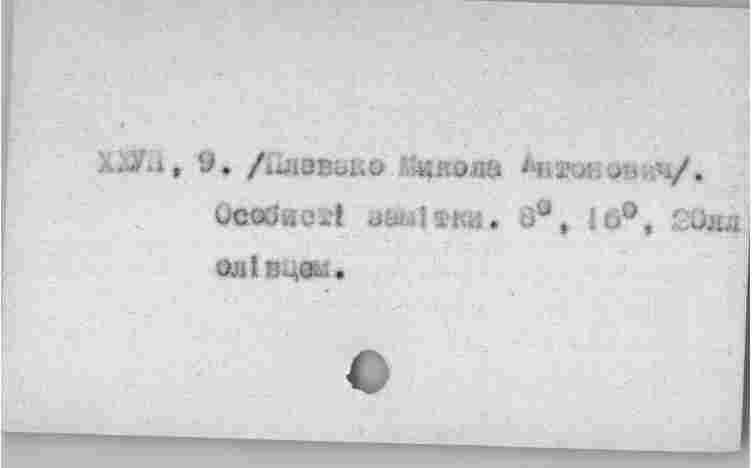 ХХУП, 9. /Плевако Микола Антонович/.
Особисті замітки. 8°, 16°, 20лл
олівцем.